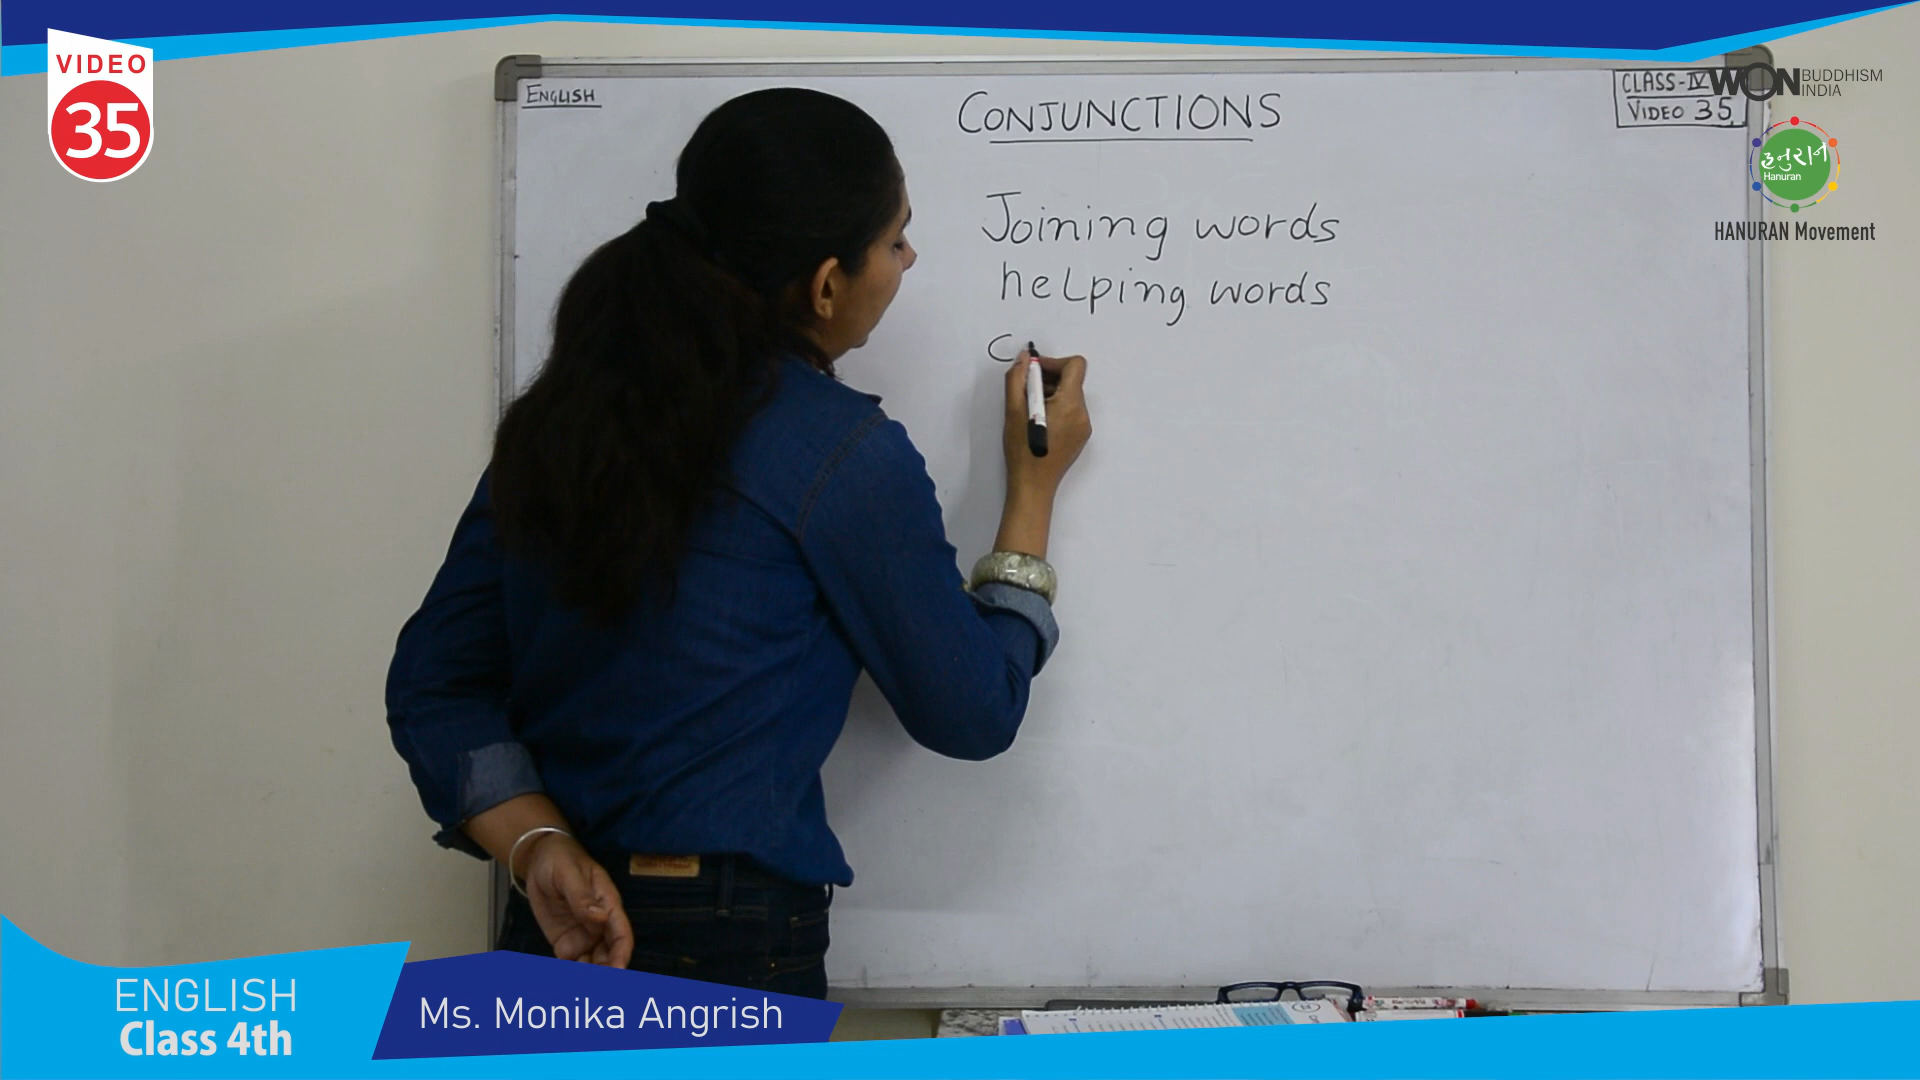 VIDEO
35
ENGLISH
CONJUNCTIONS
CLASS-IV
VIDEO 35
WON BUDDHISM INDIA
हनुरान
Hanuran
HANURAN Movement
Joining words
helping words
C
ENGLISH
Class 4th
Ms. Monika Angrish